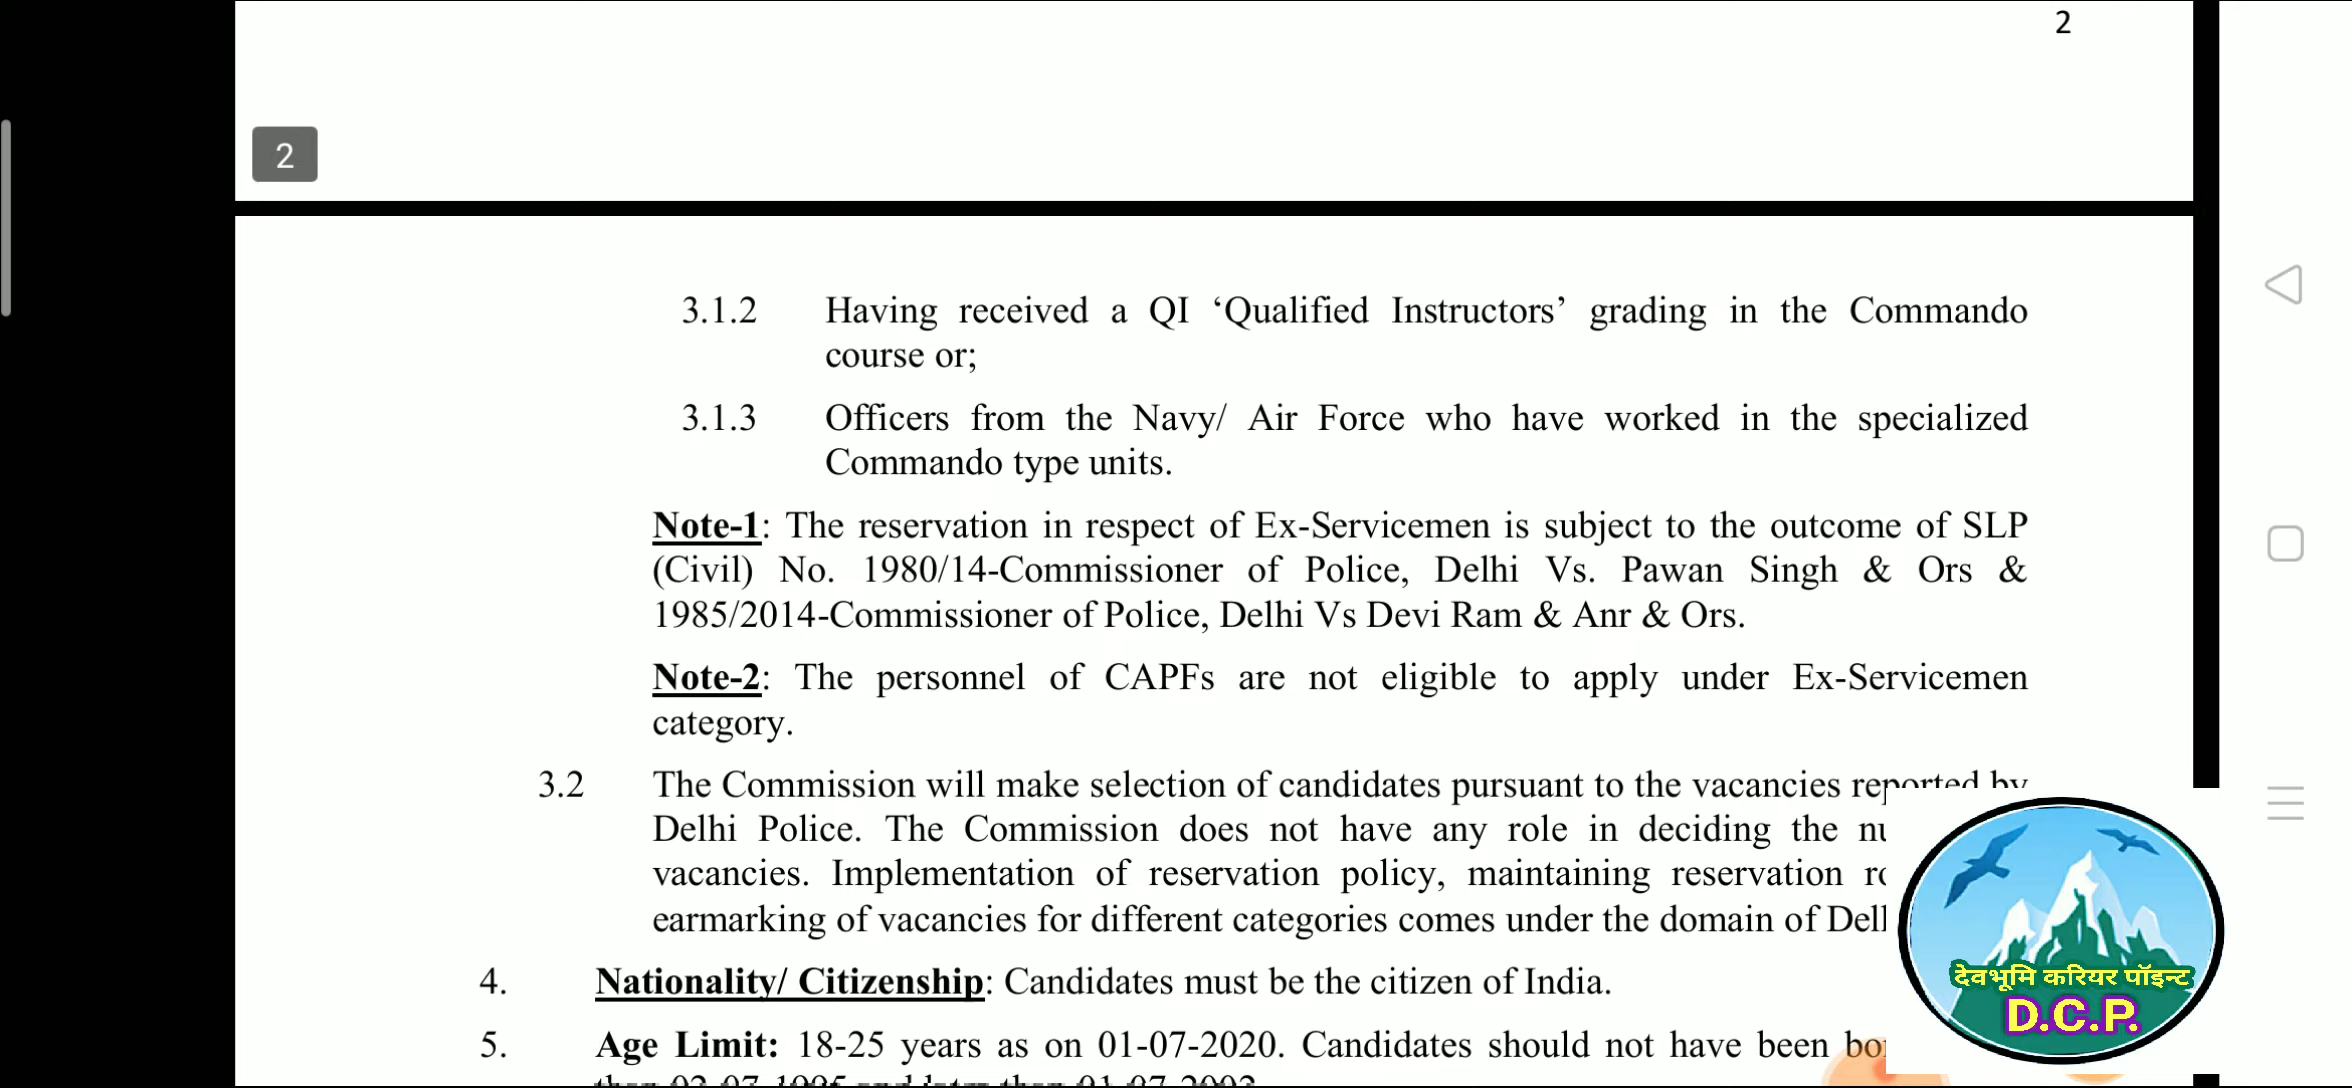 2
2
3.1.2 Having received a QI ‘Qualified Instructors’ grading in the Commando
course or;
3.1.3 Officers from the Navy/ Air Force who have worked in the specialized
Commando type units.
Note-1: The reservation in respect of Ex-Servicemen is subject to the outcome of SLP
(Civil) No. 1980/14-Commissioner of Police, Delhi Vs. Pawan Singh & Ors &
1985/2014-Commissioner of Police, Delhi Vs Devi Ram & Anr & Ors.
Note-2: The personnel of CAPFs are not eligible to apply under Ex-Servicemen
category.
3.2 The Commission will make selection of candidates pursuant to the vacancies reported by
Delhi Police. The Commission does not have any role in deciding the
vacancies. Implementation of reservation policy, maintaining reservation
earmarking of vacancies for different categories comes under the domain of
4. Nationality/ Citizenship: Candidates must be the citizen of India.
5. Age Limit: 18-25 years as on 01-07-2020. Candidates should not have been
देवभूमि करियर पॉइन्ट
D.C.P.